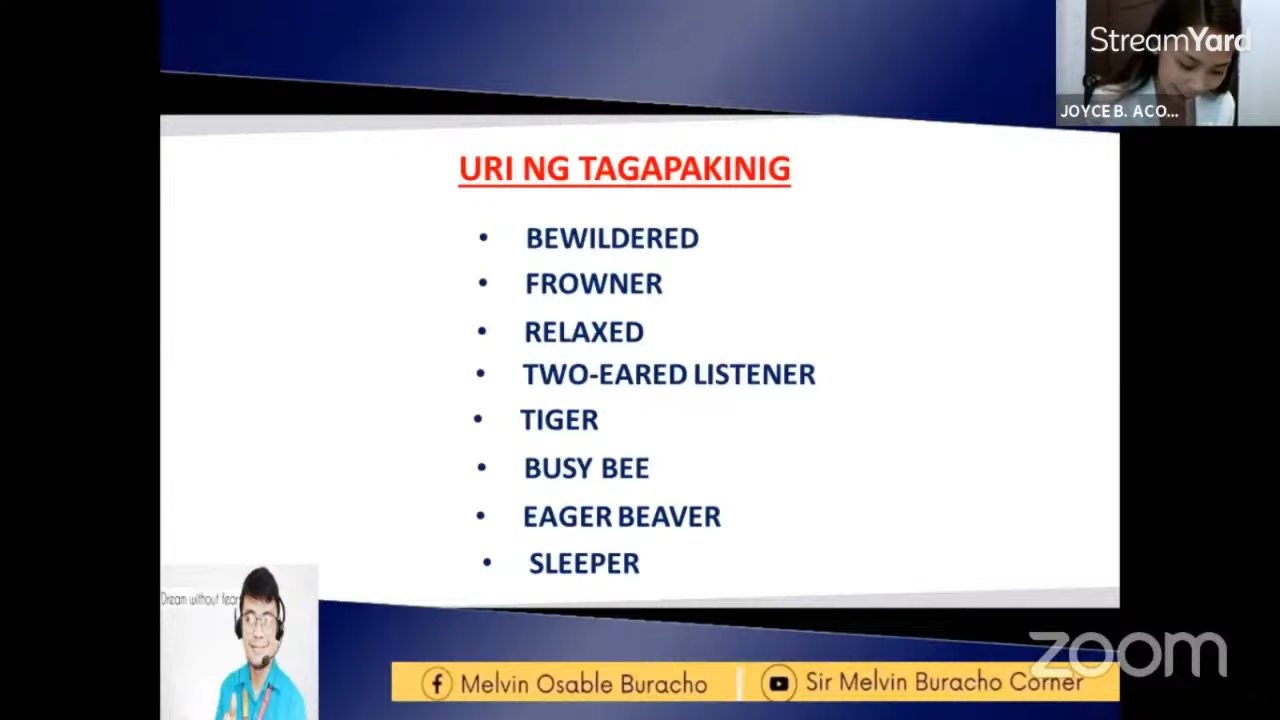 StreamYard
JOYCE B. ACO...
URI NG TAGAPAKINIG
• BEWILDERED
• FROWNER
• RELAXED
• TWO-EARED LISTENER
• TIGER
• BUSY BEE
• EAGER BEAVER
• SLEEPER
Dream without fear
Melvin Osable Buracho
Sir Melvin Buracho Corner
zoom